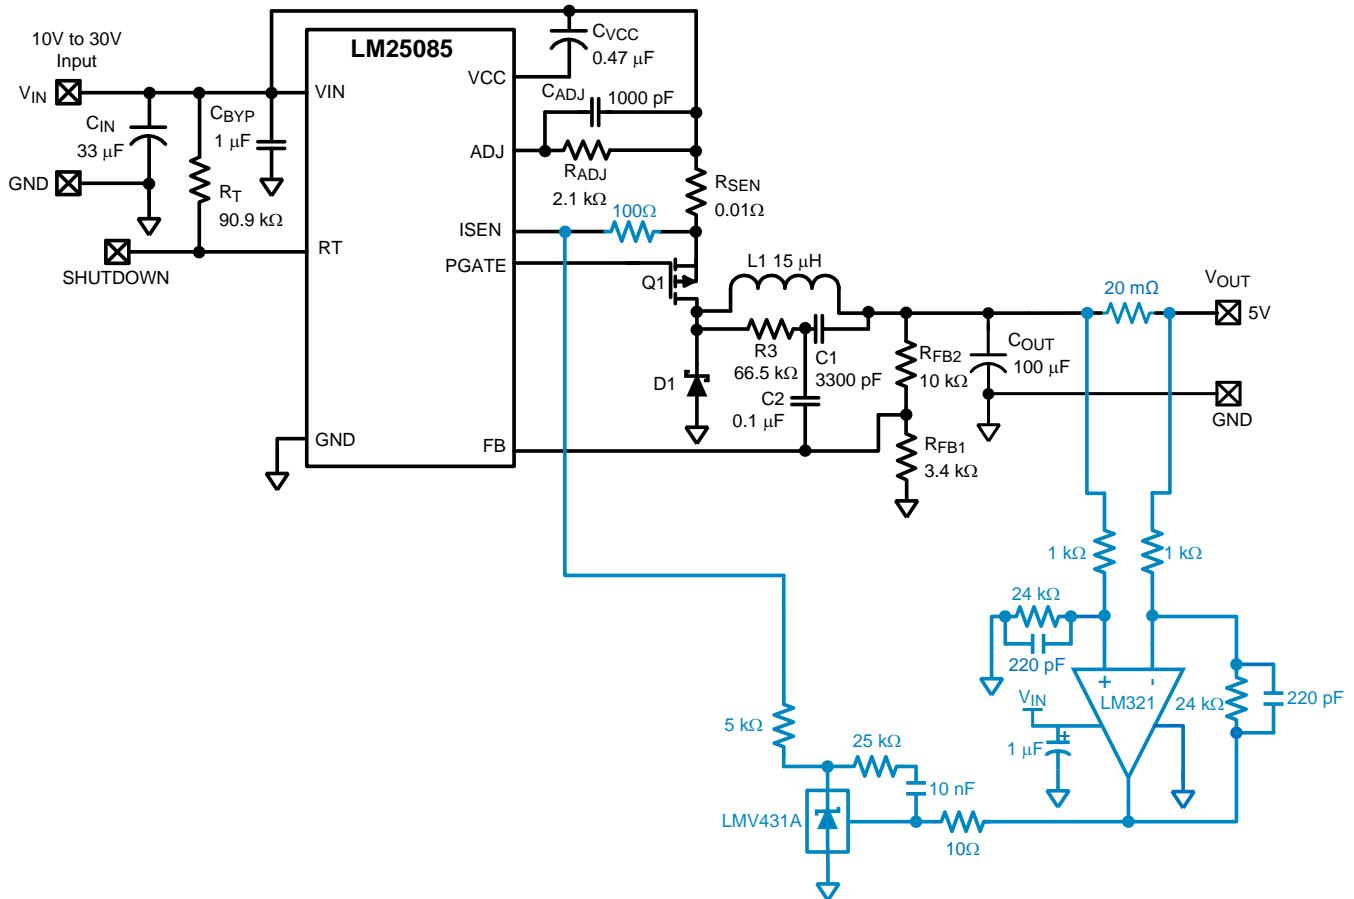 10V to 30V
Input
VIN
GND
CIN
33 μF
CBYP
1 μF
RT
90.9 kΩ
SHUTDOWN
LM25085
VIN
RT
GND
VCC
ADJ
ISEN
PGATE
FB
CVCC
0.47 μF
CADJ
1000 pF
RADJ
2.1 kΩ
RSEN
0.01Ω
100Ω
Q1
L1 15 μH
R3
66.5 kΩ
C1
3300 pF
C2
0.1 μF
D1
RFB2
10 kΩ
RFB1
3.4 kΩ
COUT
100 μF
20 mΩ
VOUT
5V
GND
1 kΩ
1 kΩ
24 kΩ
220 pF
+
-
LM321
VIN
+
1 μF
24 kΩ
220 pF
5 kΩ
25 kΩ
10 nF
LMV431A
10Ω